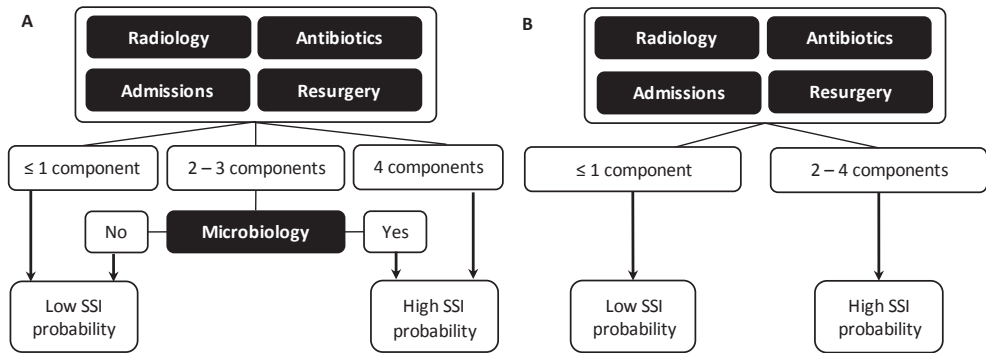 A
Radiology
Antibiotics
Admissions
Resurgery
≤ 1 component
2 – 3 components
4 components
No
Microbiology
Yes
Low SSI
probability
High SSI
probability
B
Radiology
Antibiotics
Admissions
Resurgery
≤ 1 component
2 – 4 components
Low SSI
probability
High SSI
probability